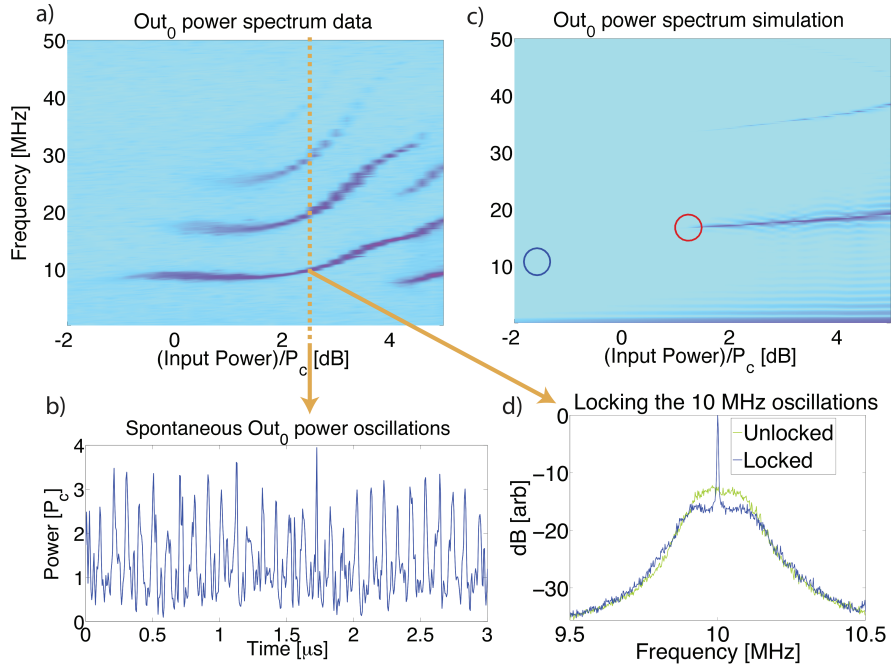 a)
Out0 power spectrum data
50
40
30
20
10
-2
0
2
4
Frequency [MHz]
(Input Power)/Pc [dB]
c)
Out0 power spectrum simulation
50
40
30
20
10
-2
0
2
4
(Input Power)/Pc [dB]
b)
Spontaneous Out0 power oscillations
4
3
2
1
0
Power [Pc]
0
0.5
1
1.5
2
2.5
3
Time [μs]
d)
Locking the 10 MHz oscillations
0
−10
−20
−30
dB [arb]
Unlocked
Locked
9.5
10
10.5
Frequency [MHz]